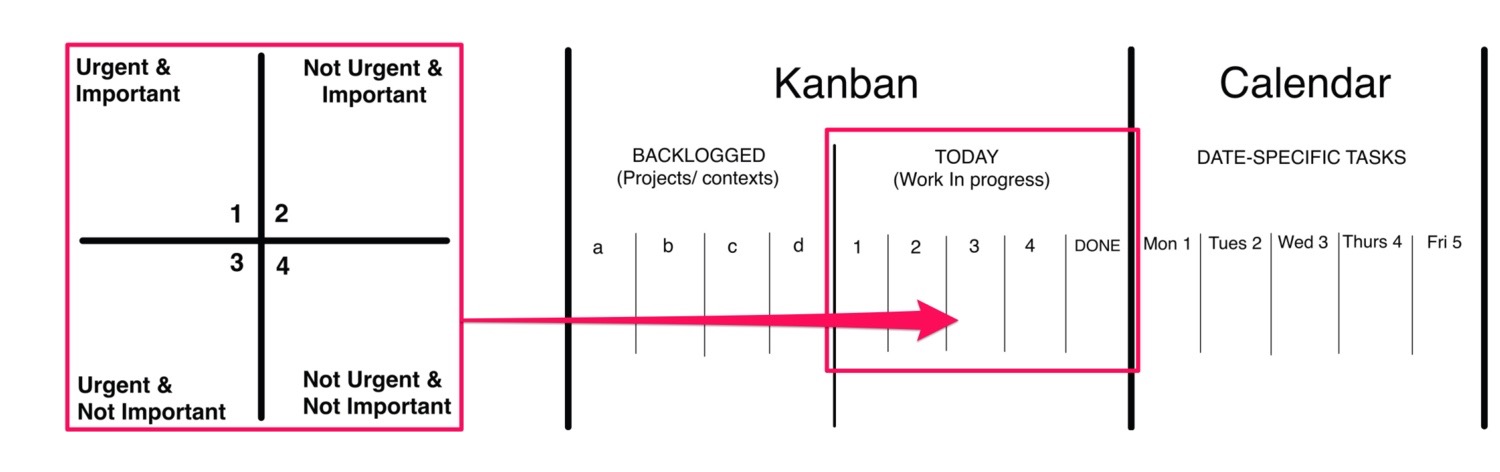 Urgent &
Important
Not Urgent &
Important
1
2
3
4
Urgent &
Not Important
Not Urgent &
Not Important
Kanban
BACKLOGGED
(Projects/ contexts)
a
b
c
d
TODAY
(Work In progress)
1
2
3
4
DONE
Calendar
DATE-SPECIFIC TASKS
Mon 1
Tues 2
Wed 3
Thurs 4
Fri 5